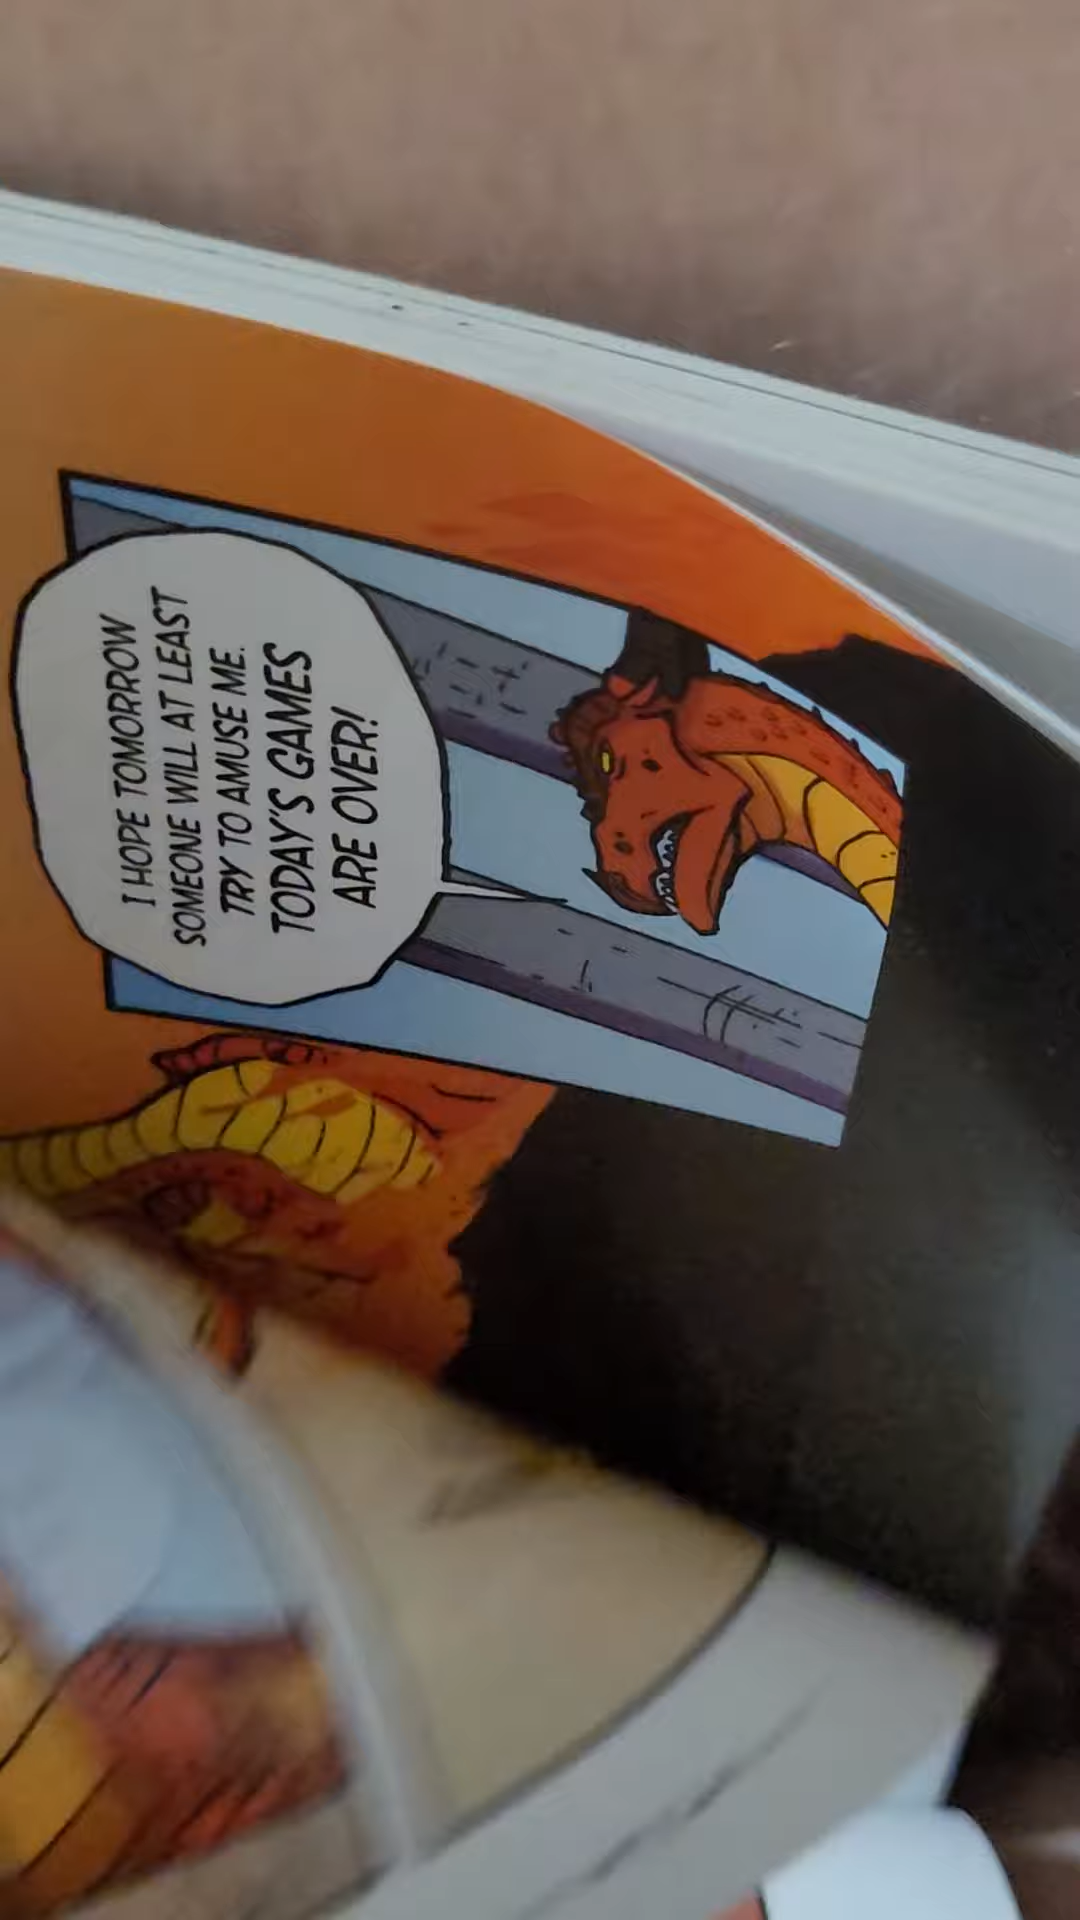 I HOPE TOMORROW
SOMEONE WILL AT LEAST
TRY TO AMUSE ME.
TODAY'S GAMES
ARE OVER!